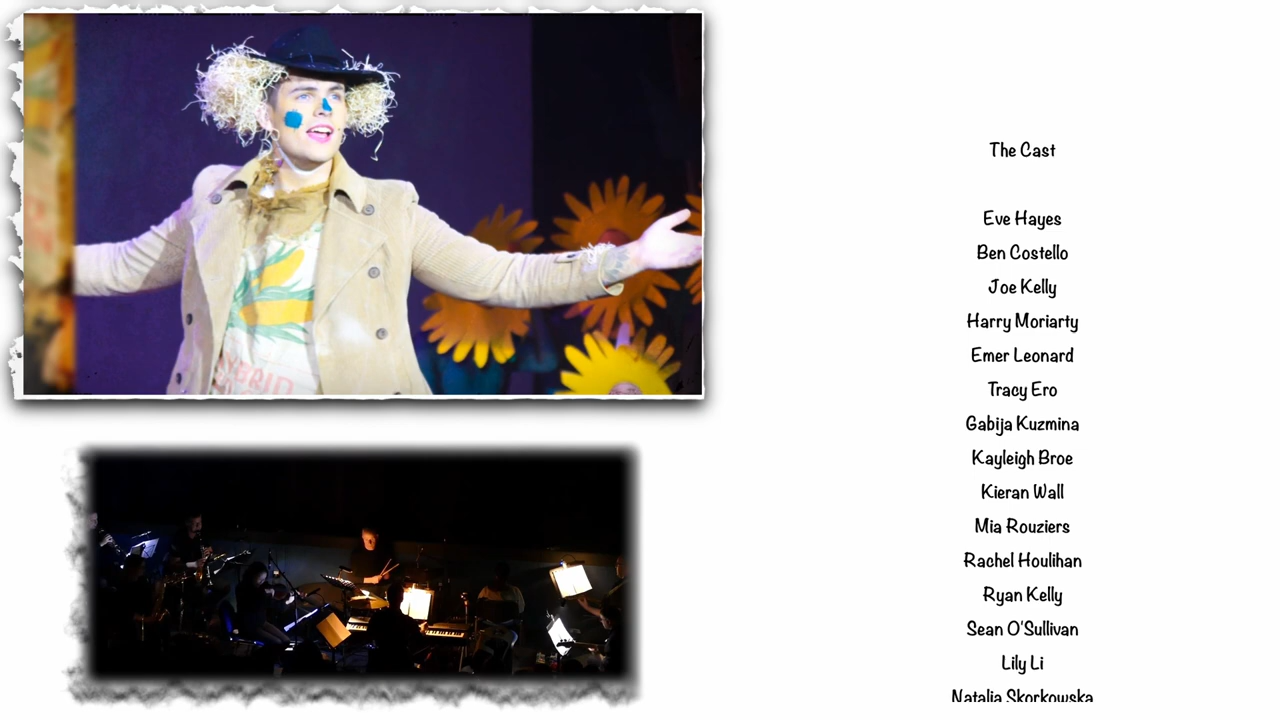 HYBRID
The Cast
Eve Hayes
Ben Costello
Joe Kelly
Harry Moriarty
Emer Leonard
Tracy Ero
Gabija Kuzmina
Kayleigh Broe
Kieran Wall
Mia Rouziers
Rachel Houlihan
Ryan Kelly
Sean O'Sullivan
Lily Li
Natalia Skorkowska